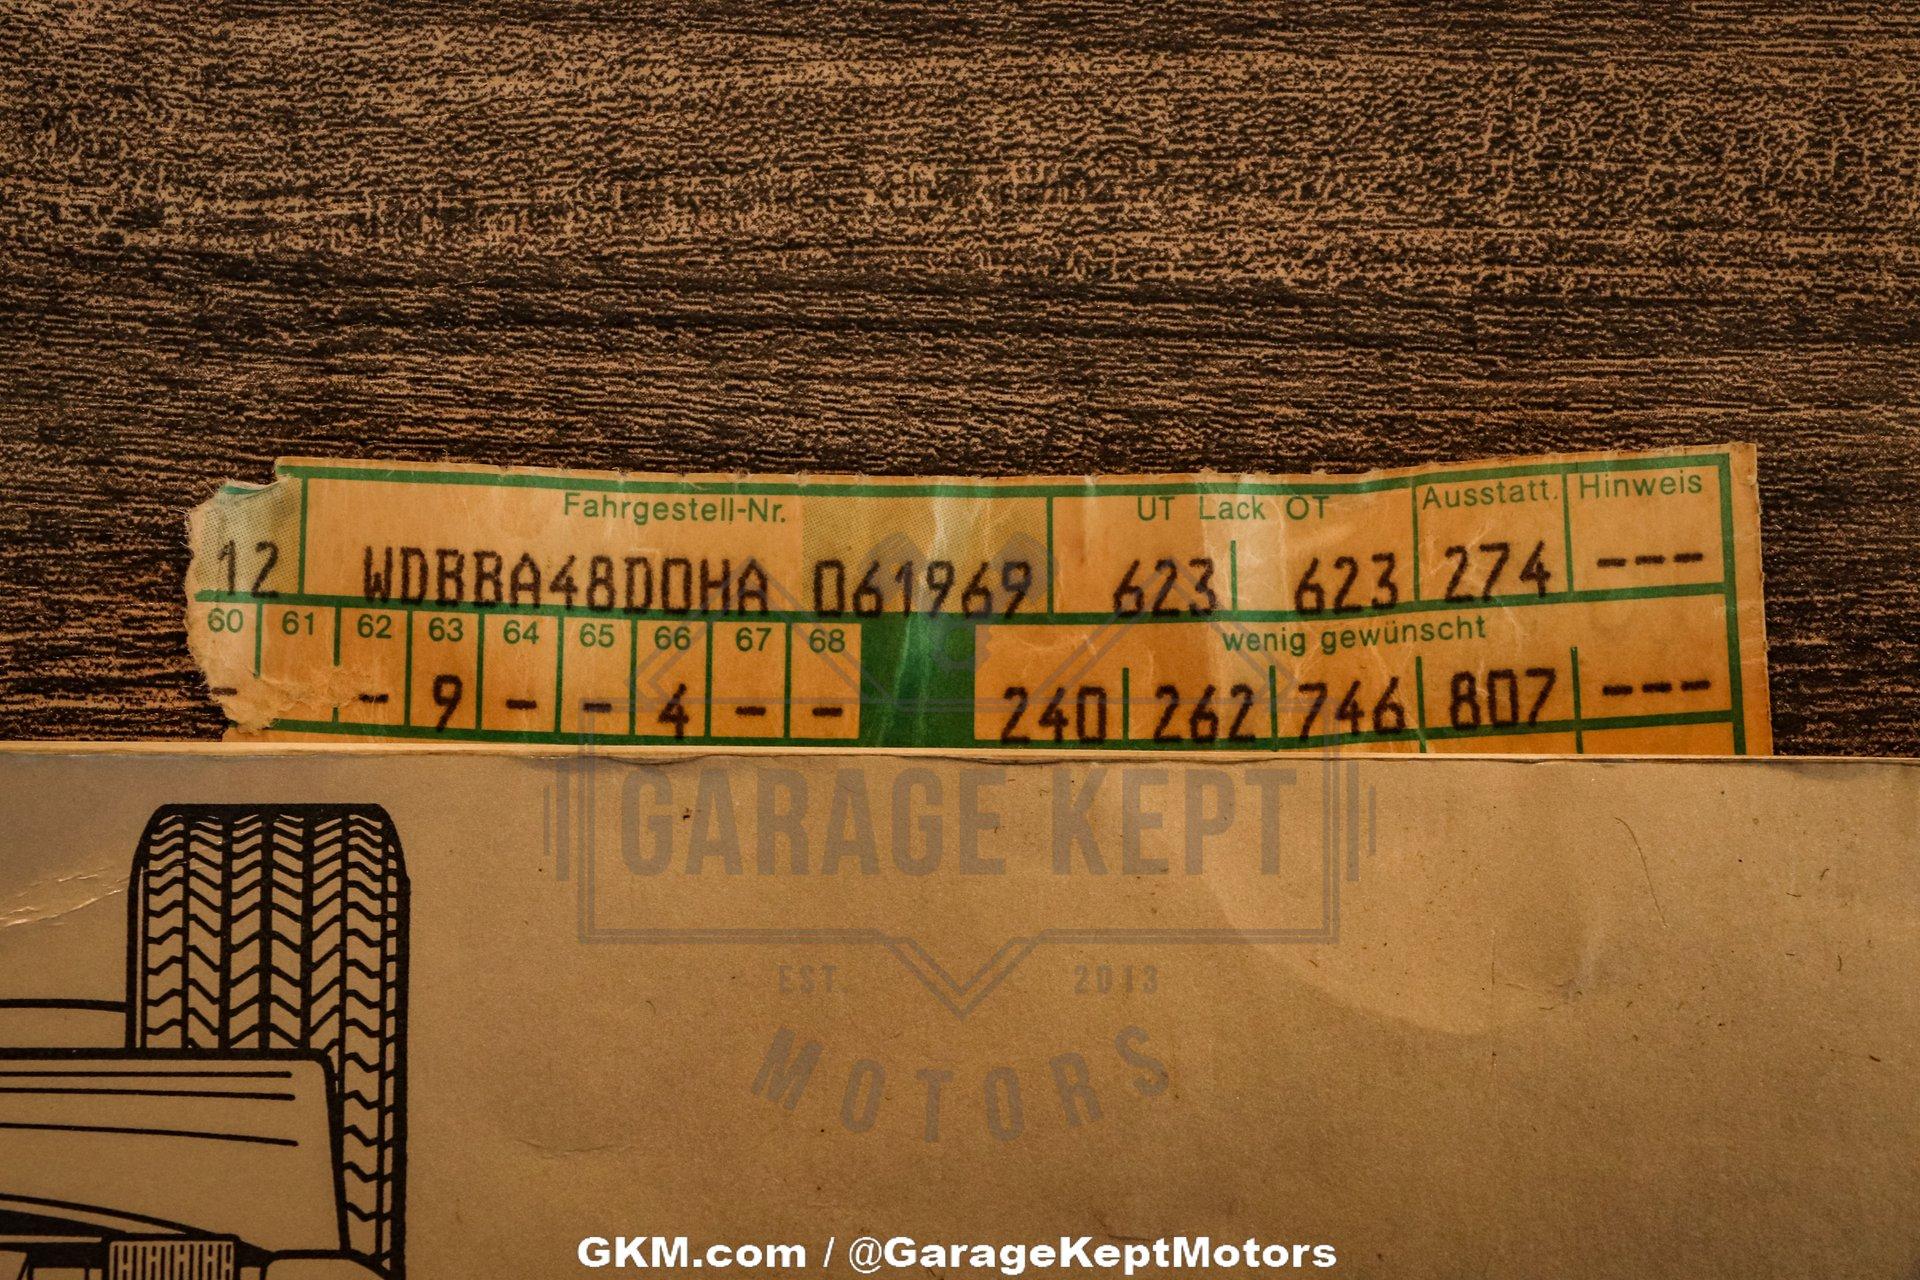 Fahrgestell-Nr. UT Lack OT Ausstatt. Hinweis
12 WDBBA48D0HA 061969 623 623 274 ---
60 61 62 63 64 65 66 67 68 wenig gewünscht
- - 9 - - 4 - - 240 262 746 807 ---
GARAGE KEPT
EST. 2013
MOTORS
GKM.com / @GarageKeptMotors